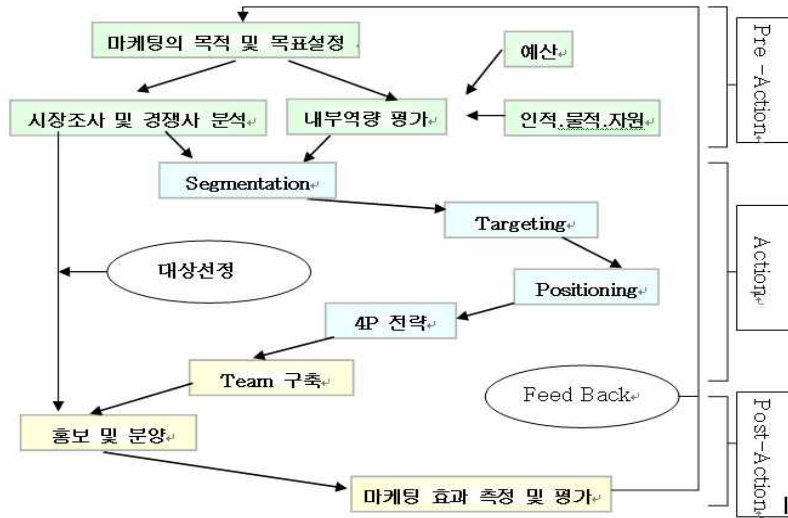 마케팅의 목적 및 목표설정
예산
시장조사 및 경쟁사 분석
내부역량 평가
인적.물적.자원
Pre -Action
Segmentation
Targeting
대상선정
Positioning
Action
4P 전략
Team 구축
Feed Back
홍보 및 분양
마케팅 효과 측정 및 평가
Post-Action